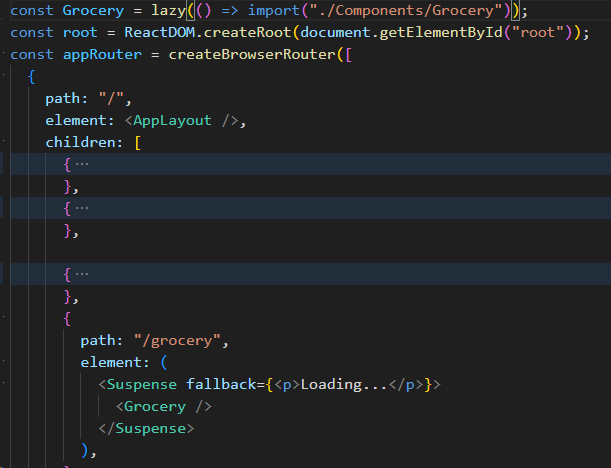 const Grocery = lazy(() => import("./Components/Grocery"));
const root = ReactDOM.createRoot(document.getElementById("root"));
const appRouter = createBrowserRouter([
{
path: "/",
element: <AppLayout />,
children: [
{ ···
},
{ ···
},
{ ···
},
{
path: "/grocery",
element: (
<Suspense fallback={<p>Loading...</p>}>
<Grocery />
</Suspense>
),